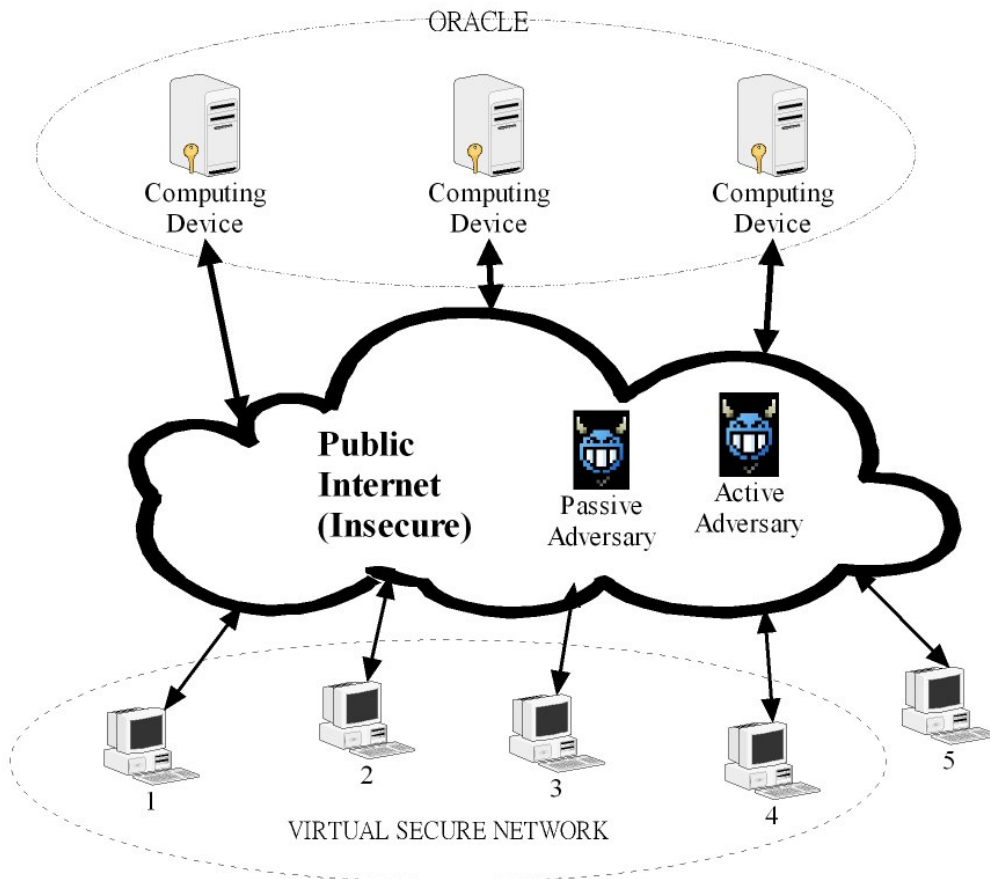 ORACLE
Computing
Device
Computing
Device
Computing
Device
Public
Internet
(Insecure)
Passive
Adversary
Active
Adversary
1
2
3
4
5
VIRTUAL SECURE NETWORK